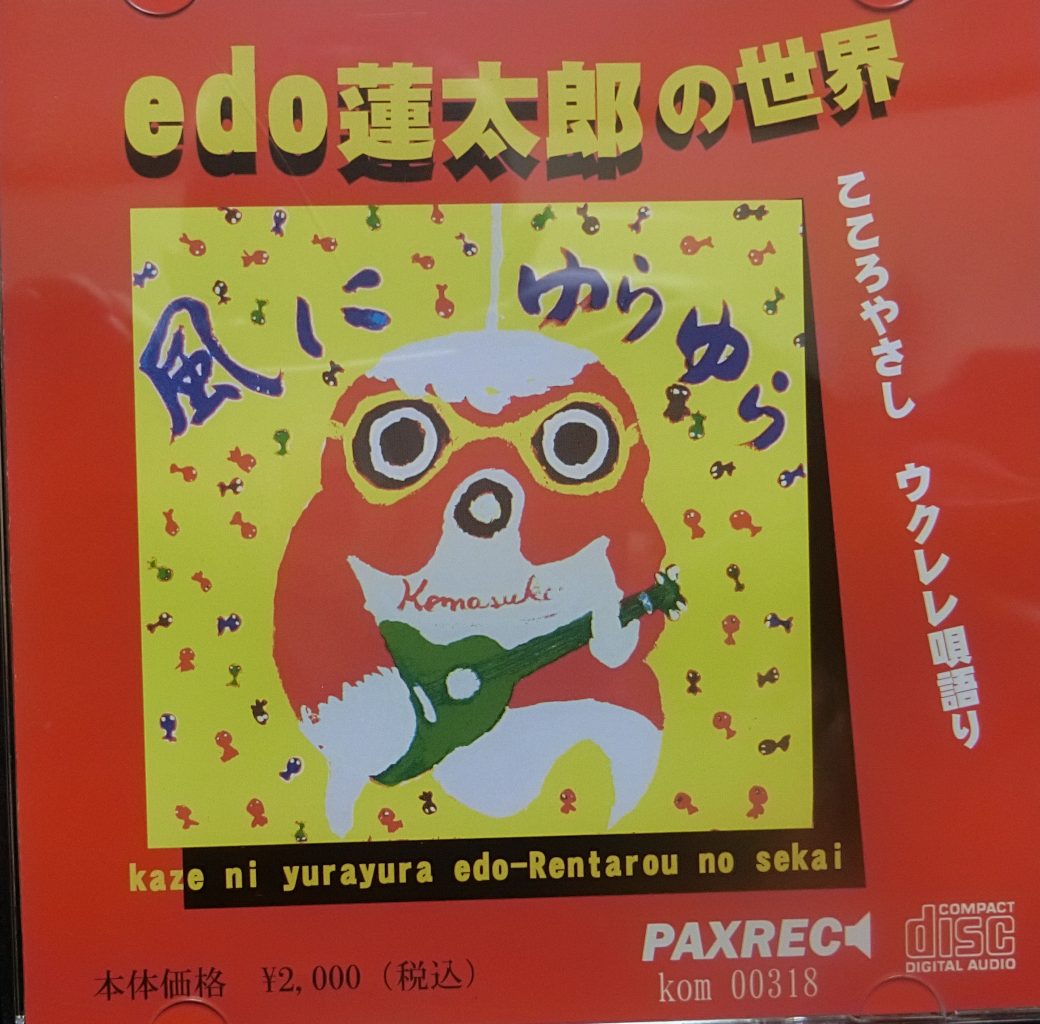 edo蓮太郎の世界
こころやさし ウクレレ唄語り
風に ゆらゆら
Komasuke
kaze ni yurayura edo-Rentarou no sekai
PAXREC
kom 00318
COMPACT
disc
DIGITAL AUDIO
本体価格 ¥2,000（税込）